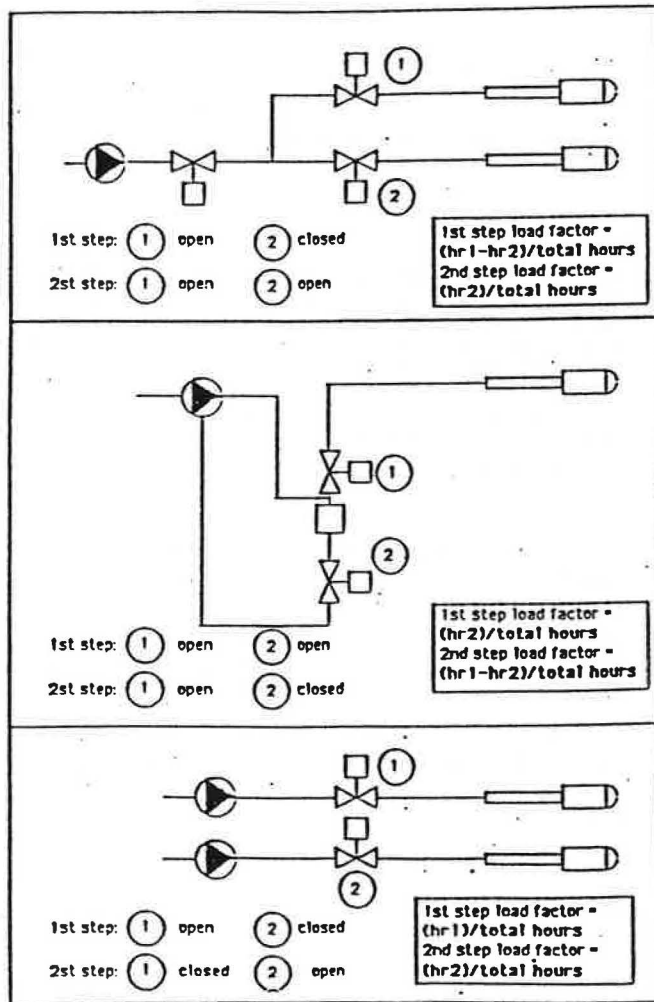 1
2
1st step: 1 open 2 closed
2st step: 1 open 2 open
1st step load factor =
(hr1-hr2)/total hours
2nd step load factor =
(hr2)/total hours
1
2
1st step: 1 open 2 open
2st step: 1 open 2 closed
1st step load factor =
(hr2)/total hours
2nd step load factor =
(hr1-hr2)/total hours
1
2
1st step: 1 open 2 closed
2st step: 1 closed 2 open
1st step load factor =
(hr1)/total hours
2nd step load factor =
(hr2)/total hours